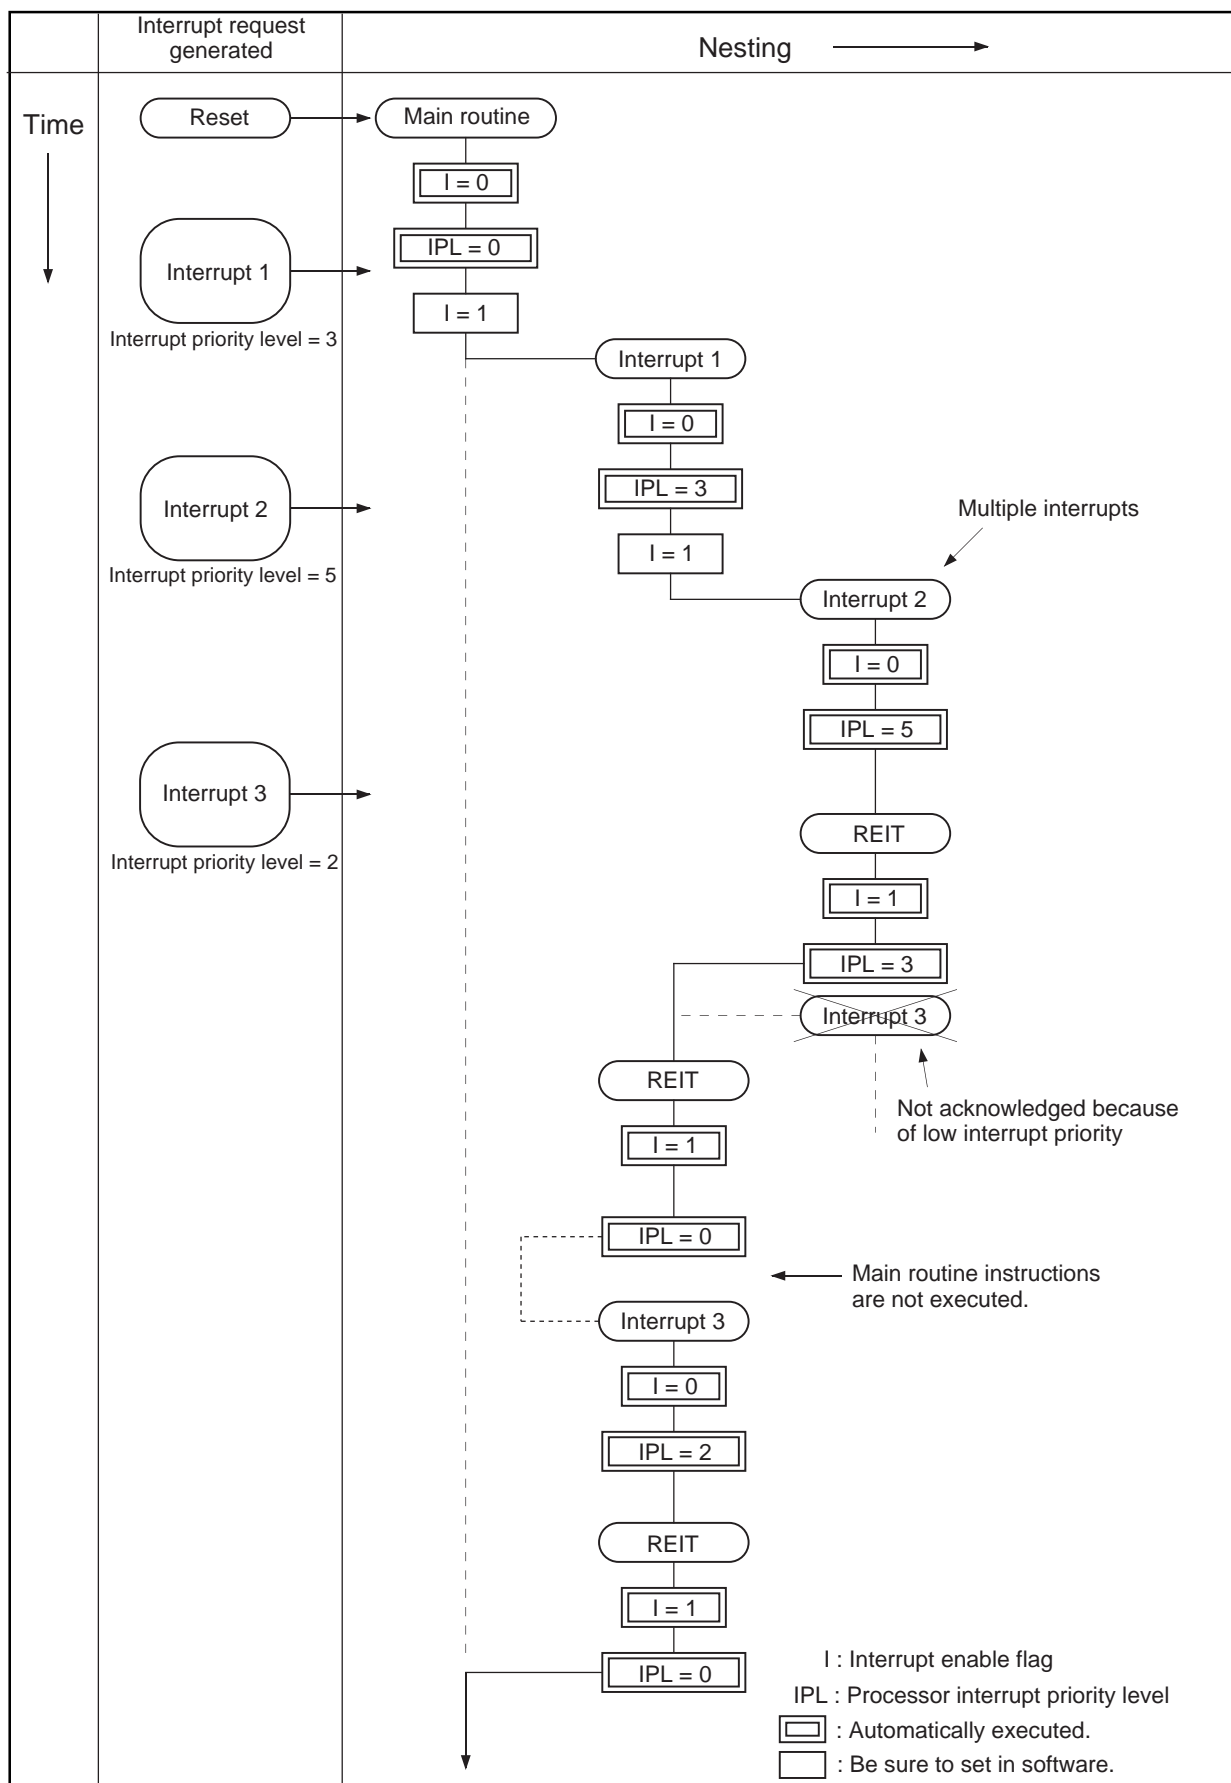 Interrupt request
generated
Nesting
Time
Reset
Main routine
I = 0
IPL = 0
Interrupt 1
Interrupt priority level = 3
I = 1
Interrupt 1
I = 0
IPL = 3
I = 1
Interrupt 2
Interrupt priority level = 5
Multiple interrupts
Interrupt 2
I = 0
IPL = 5
Interrupt 3
Interrupt priority level = 2
REIT
I = 1
IPL = 3
Interrupt 3
Not acknowledged because
of low interrupt priority
REIT
I = 1
IPL = 0
Main routine instructions
are not executed.
Interrupt 3
I = 0
IPL = 2
REIT
I = 1
IPL = 0
I : Interrupt enable flag
IPL : Processor interrupt priority level
: Automatically executed.
: Be sure to set in software.